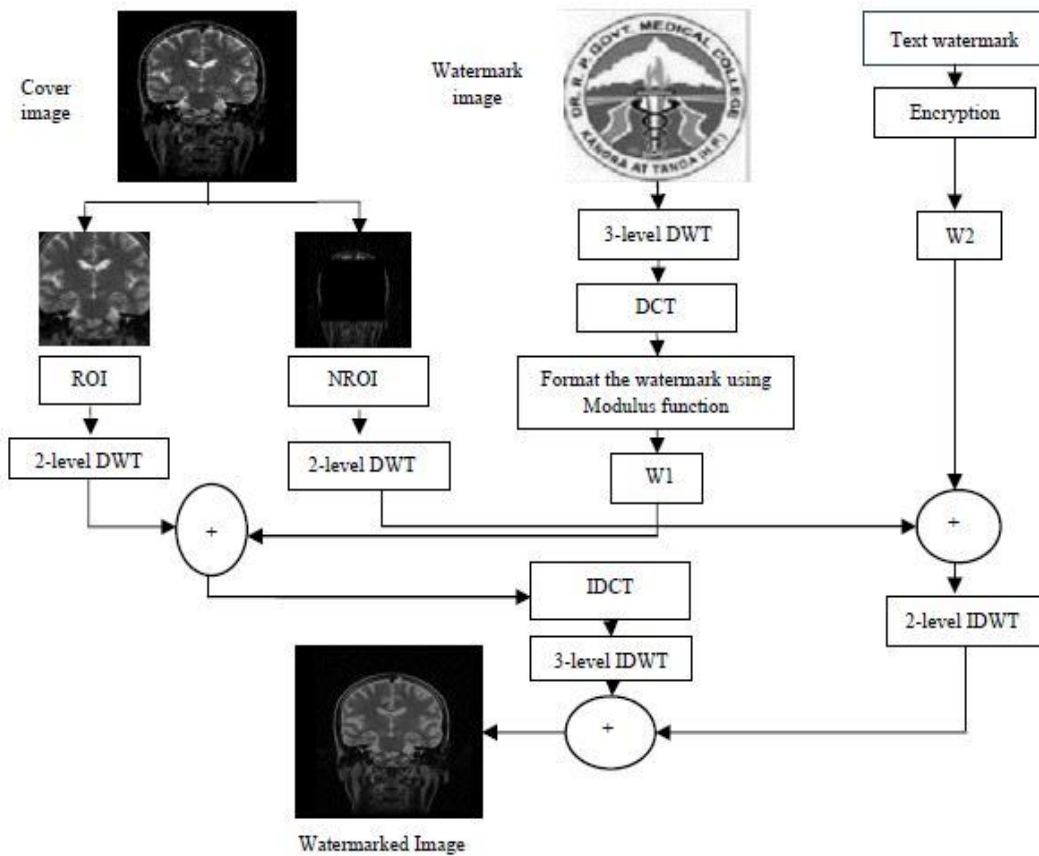 Cover
image
Watermark
image
DR. R. P. GOVT. MEDICAL COLLEGE
KANGRA AT TANDA (H.P.)
Text watermark
Encryption
W2
3-level DWT
DCT
Format the watermark using
Modulus function
W1
ROI
NROI
2-level DWT
2-level DWT
+
+
IDCT
3-level IDWT
2-level IDWT
+
Watermarked Image